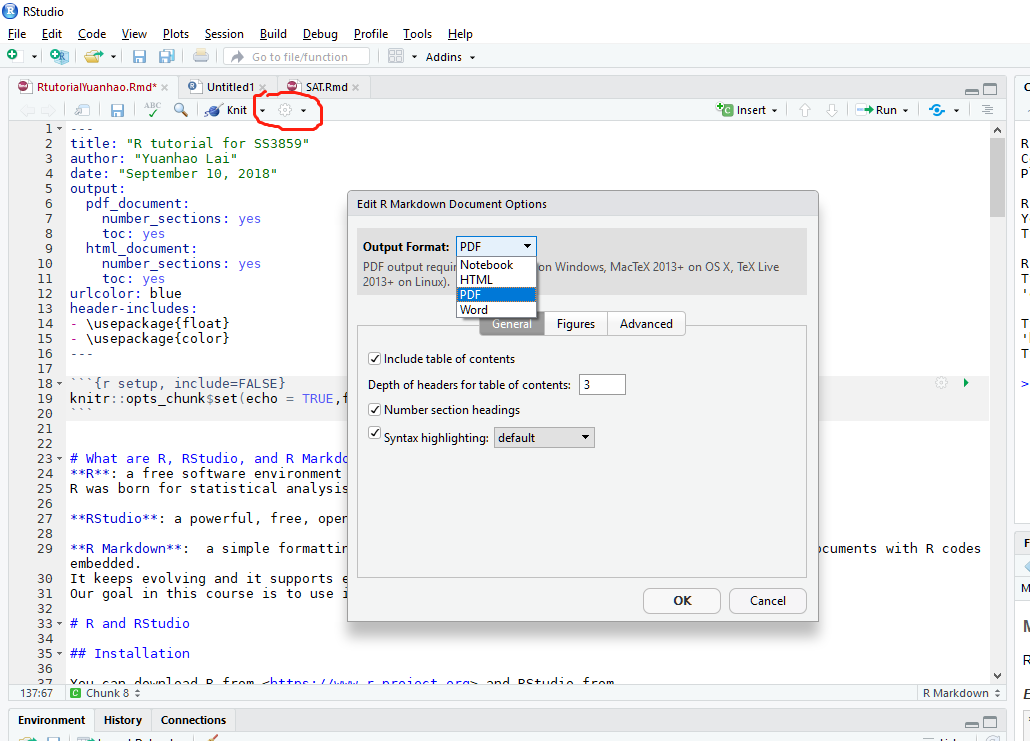 RStudio
File Edit Code View Plots Session Build Debug Profile Tools Help
Go to file/function Addins
RtutorialYuanhao.Rmd* Untitled1 SAT.Rmd
ABC Knit Insert Run
1 ---
2 title: "R tutorial for SS3859"
3 author: "Yuanhao Lai"
4 date: "September 10, 2018"
5 output:
6 pdf_document:
7 number_sections: yes
8 toc: yes
9 html_document:
10 number_sections: yes
11 toc: yes
12 urlcolor: blue
13 header-includes:
14 - \usepackage{float}
15 - \usepackage{color}
16 ---
17
18 ```{r setup, include=FALSE}
19 knitr::opts_chunk$set(echo = TRUE,f
20 ```
21
22
23 # What are R, RStudio, and R Markdo
24 **R**: a free software environment
25 R was born for statistical analysis
26
27 **RStudio**: a powerful, free, open
28
29 **R Markdown**: a simple formattin ocuments with R codes
embedded.
30 It keeps evolving and it supports e
31 Our goal in this course is to use i
32
33 # R and RStudio
34
35 ## Installation
36
37 You can download R from <https://www.r-project.org> and RStudio from
137:67 Chunk 8 R Markdown
Environment History Connections
Edit R Markdown Document Options
Output Format: PDF
Notebook
HTML
PDF
Word
PDF output requir on Windows, MacTeX 2013+ on OS X, TeX Live
2013+ on Linux).
General Figures Advanced
Include table of contents
Depth of headers for table of contents: 3
Number section headings
Syntax highlighting: default
OK Cancel